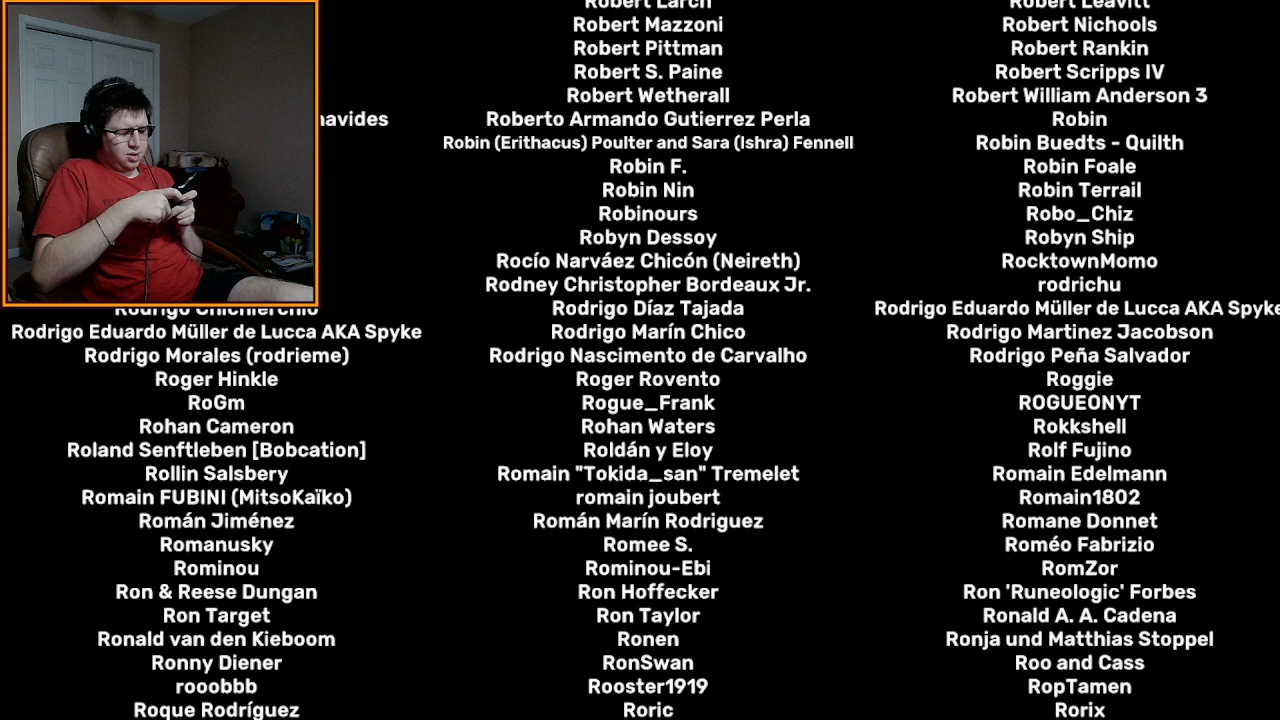 Robert Larch
Robert Leavitt
Robert Mazzoni
Robert Nichools
Robert Pittman
Robert Rankin
Robert S. Paine
Robert Scripps IV
Robert Wetherall
Robert William Anderson 3
Roberto Armando Gutierrez Perla
Robin
Robin (Erithacus) Poulter and Sara (Ishra) Fennell
Robin Buedts - Quilth
Robin F.
Robin Foale
Robin Nin
Robin Terrail
Robinours
Robo_Chiz
Robyn Dessoy
Robyn Ship
Rocío Narváez Chicón (Neireth)
RocktownMomo
Rodney Christopher Bordeaux Jr.
rodrichu
Rodrigo Chichierchio
Rodrigo Díaz Tajada
Rodrigo Eduardo Müller de Lucca AKA Spyke
Rodrigo Eduardo Müller de Lucca AKA Spyke
Rodrigo Marín Chico
Rodrigo Martinez Jacobson
Rodrigo Morales (rodrieme)
Rodrigo Nascimento de Carvalho
Rodrigo Peña Salvador
Roger Hinkle
Roger Rovento
Roggie
RoGm
Rogue_Frank
ROGUEONYT
Rohan Cameron
Rohan Waters
Rokkshell
Roland Senftleben [Bobcation]
Roldán y Eloy
Rolf Fujino
Rollin Salsbery
Romain "Tokida_san" Tremelet
Romain Edelmann
Romain FUBINI (MitsoKaïko)
romain joubert
Romain1802
Román Jiménez
Román Marín Rodriguez
Romane Donnet
Romanusky
Romee S.
Roméo Fabrizio
Rominou
Rominou-Ebi
RomZor
Ron & Reese Dungan
Ron Hoffecker
Ron 'Runeologic' Forbes
Ron Target
Ron Taylor
Ronald A. A. Cadena
Ronald van den Kieboom
Ronen
Ronja und Matthias Stoppel
Ronny Diener
RonSwan
Roo and Cass
rooobbb
Rooster1919
RopTamen
Roque Rodríguez
Roric
Rorix